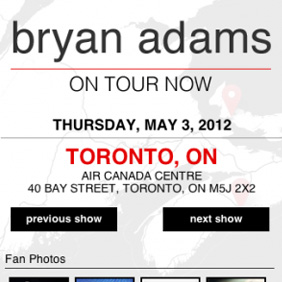 bryan adams
ON TOUR NOW
THURSDAY, MAY 3, 2012
TORONTO, ON
AIR CANADA CENTRE
40 BAY STREET, TORONTO, ON M5J 2X2
previous show next show
Fan Photos